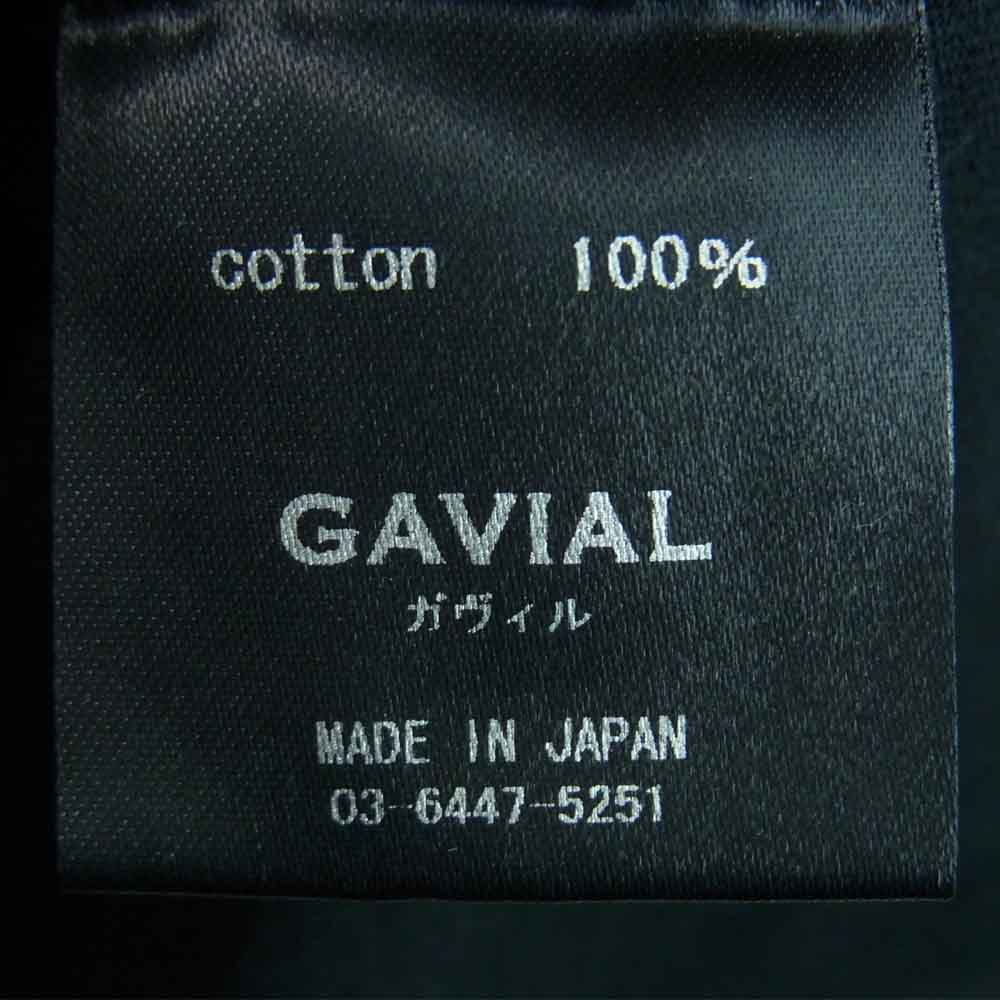 cotton 100%
GAVIAL
ガヴィル
MADE IN JAPAN
03-6447-5251